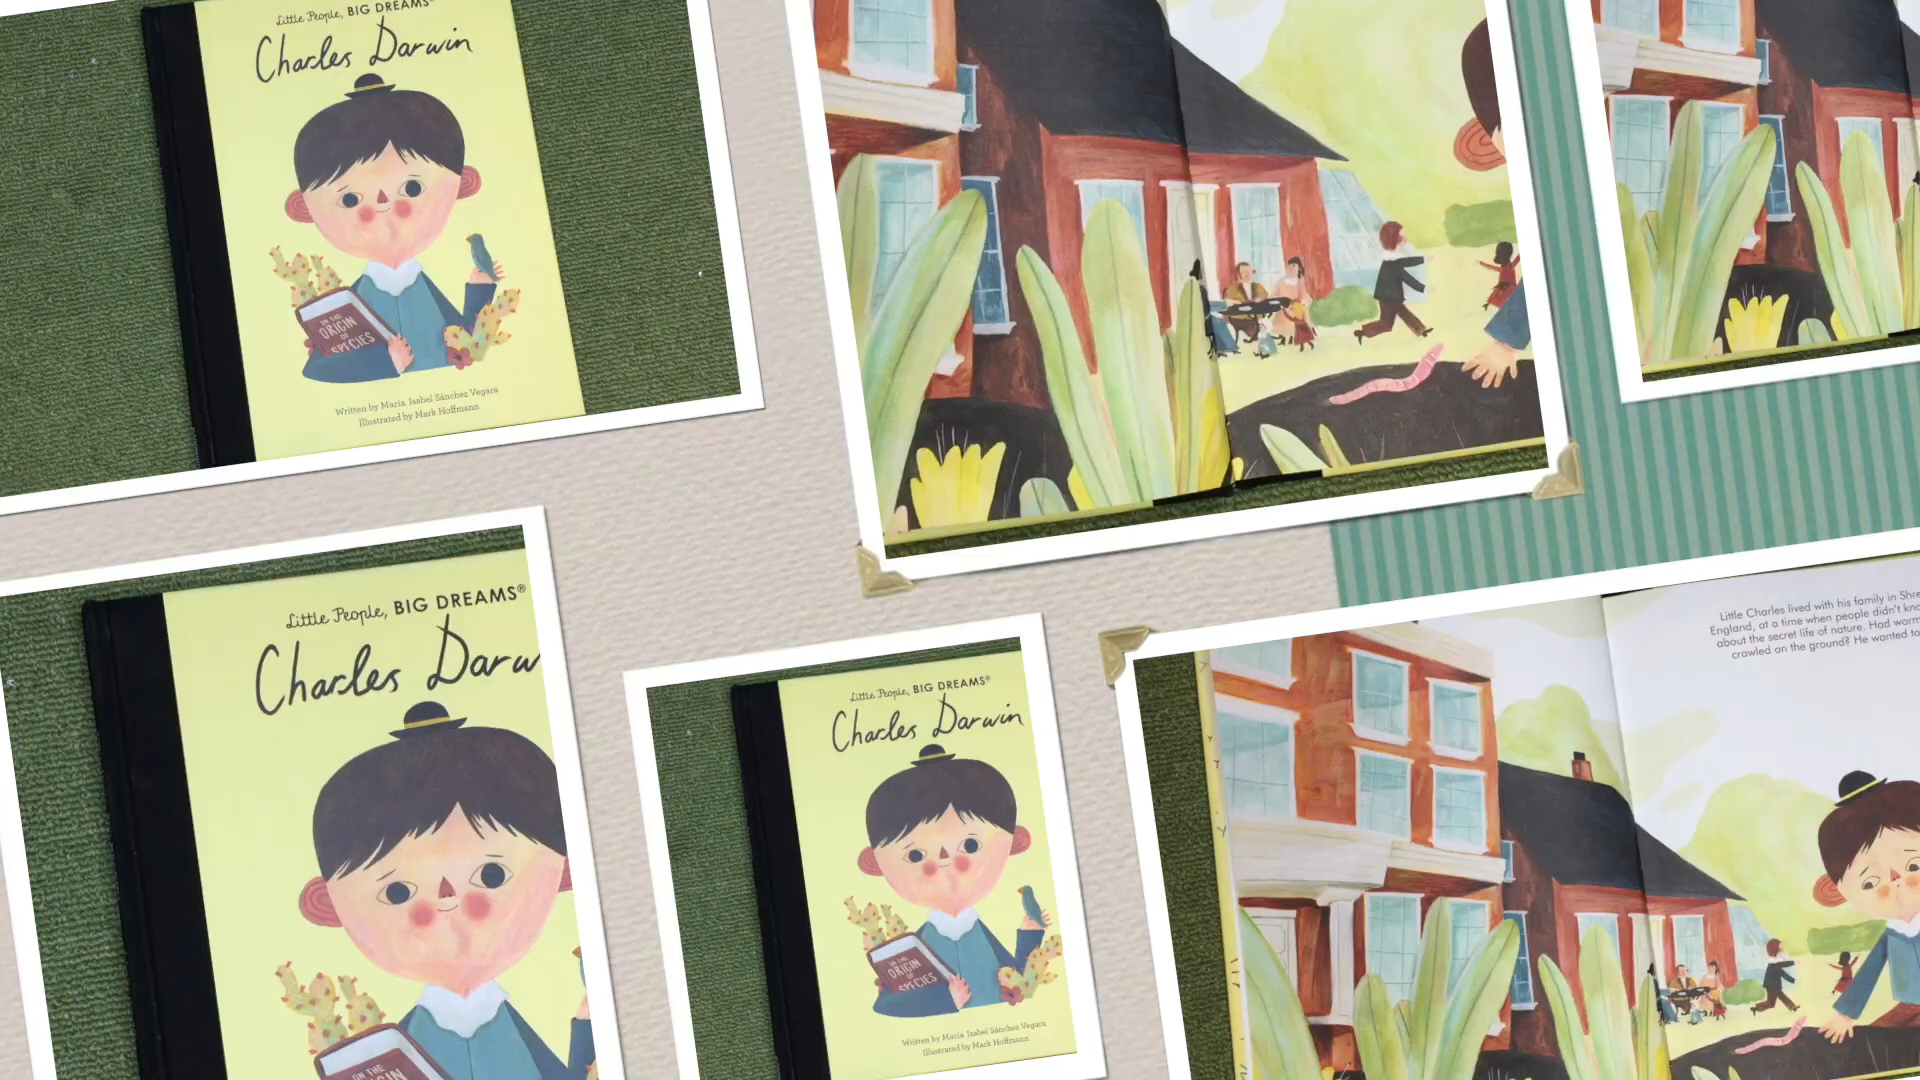 Little People, BIG DREAMS®
Charles Darwin
ON THE
ORIGIN
OF
SPECIES
Written by Maria Isabel Sánchez Vegara
Illustrated by Mark Hoffmann
Little People, BIG DREAMS®
Charles Darw
ON THE
Little People, BIG DREAMS®
Charles Darwin
ON THE
ORIGIN
OF
SPECIES
Written by Maria Isabel Sánchez Vegara
Illustrated by Mark Hoffmann
Little Charles lived with his family in Shre
England, at a time when people didn't kno
about the secret life of nature. Had worm
crawled on the ground? He wanted to